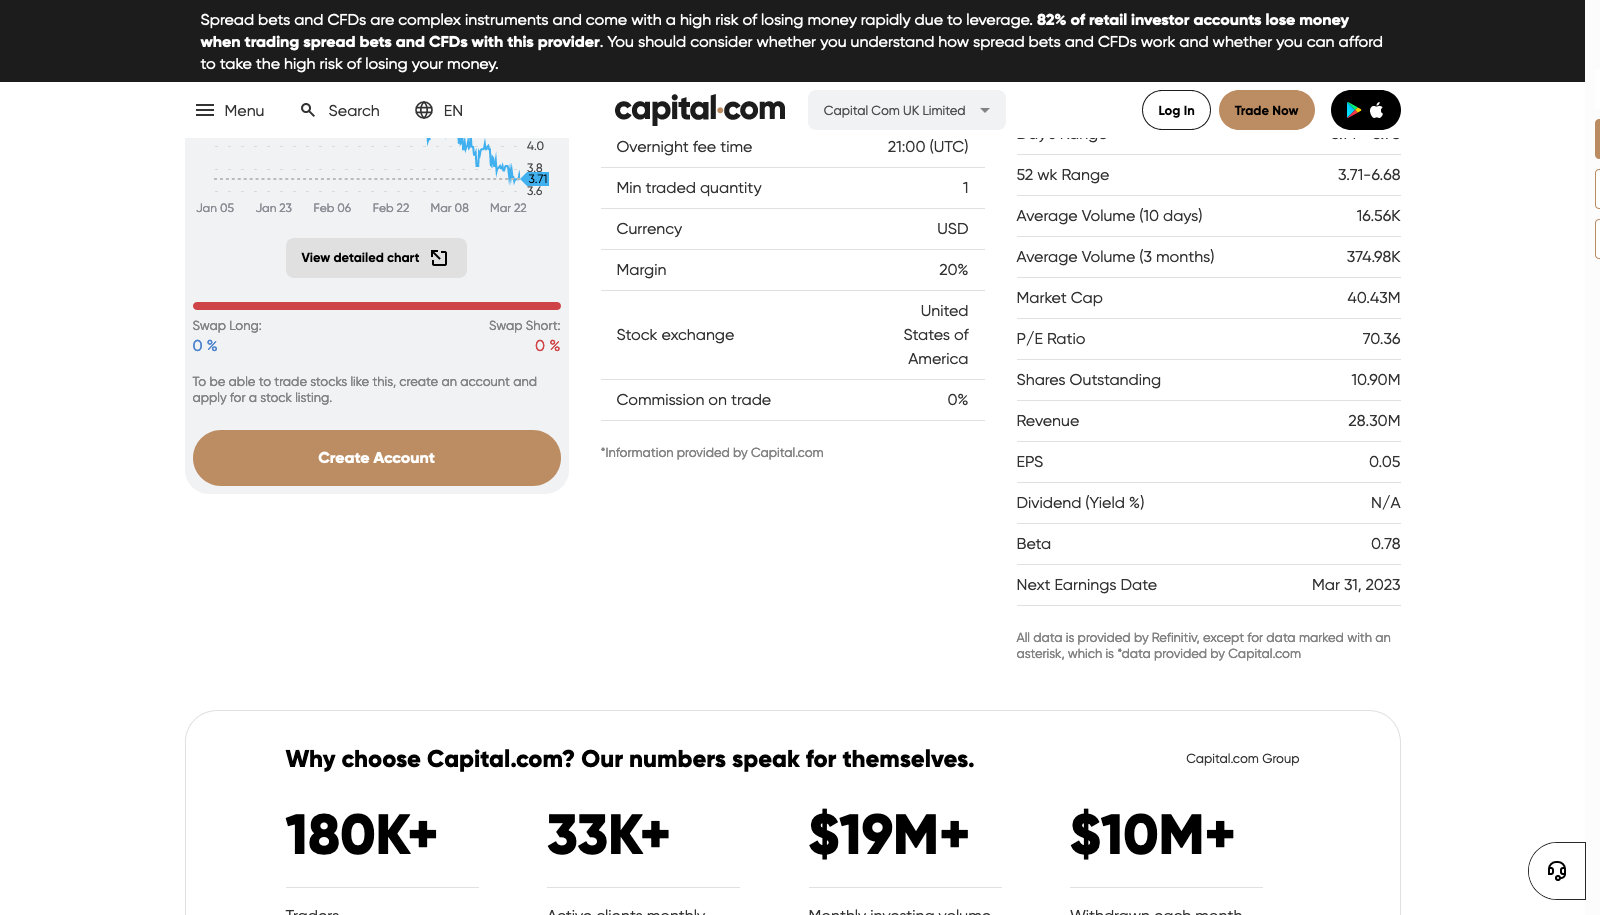 Spread bets and CFDs are complex instruments and come with a high risk of losing money rapidly due to leverage. 82% of retail investor accounts lose money
when trading spread bets and CFDs with this provider. You should consider whether you understand how spread bets and CFDs work and whether you can afford
to take the high risk of losing your money.
Menu
Search
EN
capital.com
Capital Com UK Limited
Log In
Trade Now
4.0
3.8
3.71
3.6
Jan 05 Jan 23 Feb 06 Feb 22 Mar 08 Mar 22
View detailed chart
Swap Long: Swap Short:
0 % 0 %
To be able to trade stocks like this, create an account and
apply for a stock listing.
Create Account
Overnight fee time 21:00 (UTC)
Min traded quantity 1
Currency USD
Margin 20%
Stock exchange United
States of
America
Commission on trade 0%
*Information provided by Capital.com
52 wk Range 3.71-6.68
Average Volume (10 days) 16.56K
Average Volume (3 months) 374.98K
Market Cap 40.43M
P/E Ratio 70.36
Shares Outstanding 10.90M
Revenue 28.30M
EPS 0.05
Dividend (Yield %) N/A
Beta 0.78
Next Earnings Date Mar 31, 2023
All data is provided by Refinitiv, except for data marked with an
asterisk, which is *data provided by Capital.com
Why choose Capital.com? Our numbers speak for themselves.
Capital.com Group
180K+ 33K+ $19M+ $10M+
Traders Active clients monthly Monthly investing volume Withdrawn each month